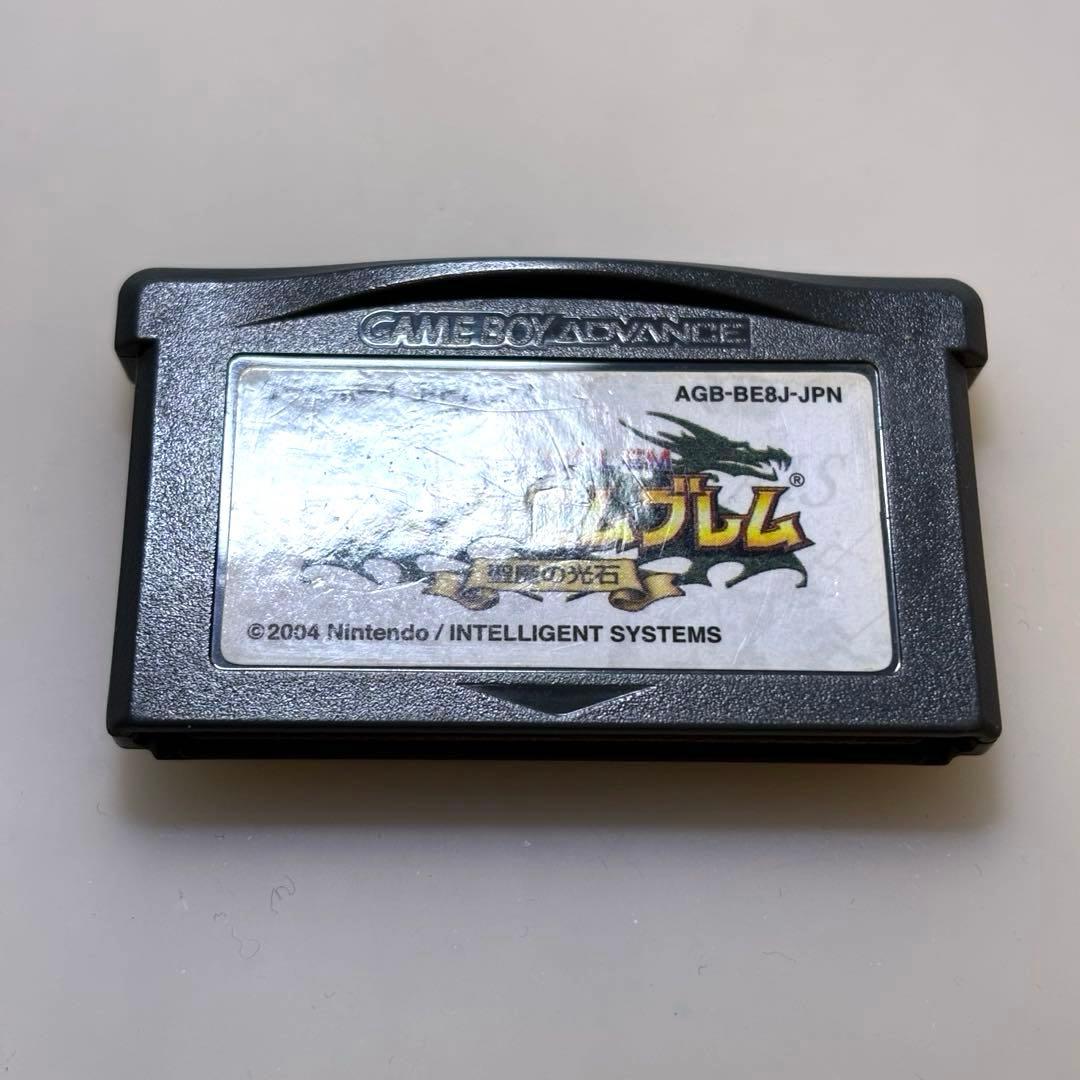 GAME BOY ADVANCE
AGB-BE8J-JPN
ムブレム®
聖魔の光石
©2004 Nintendo / INTELLIGENT SYSTEMS